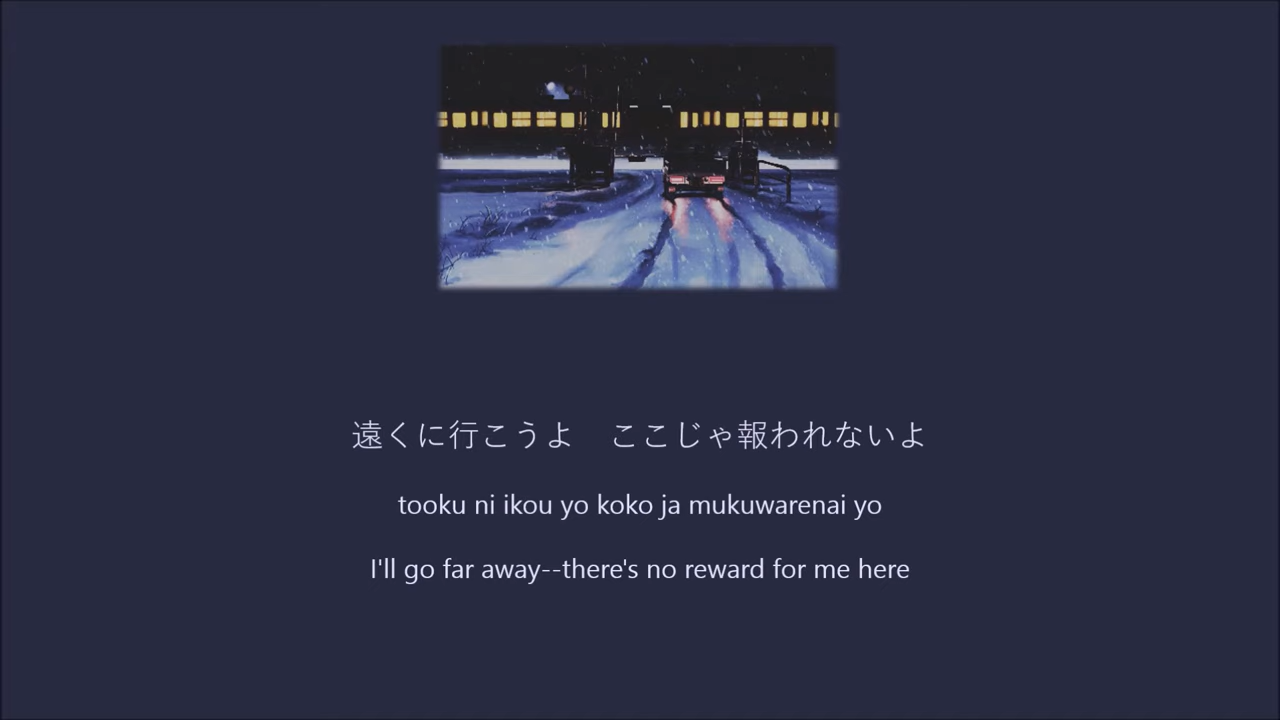 遠くに行こうよ　ここじゃ報われないよ
tooku ni ikou yo koko ja mukuwarenai yo
I'll go far away--there's no reward for me here